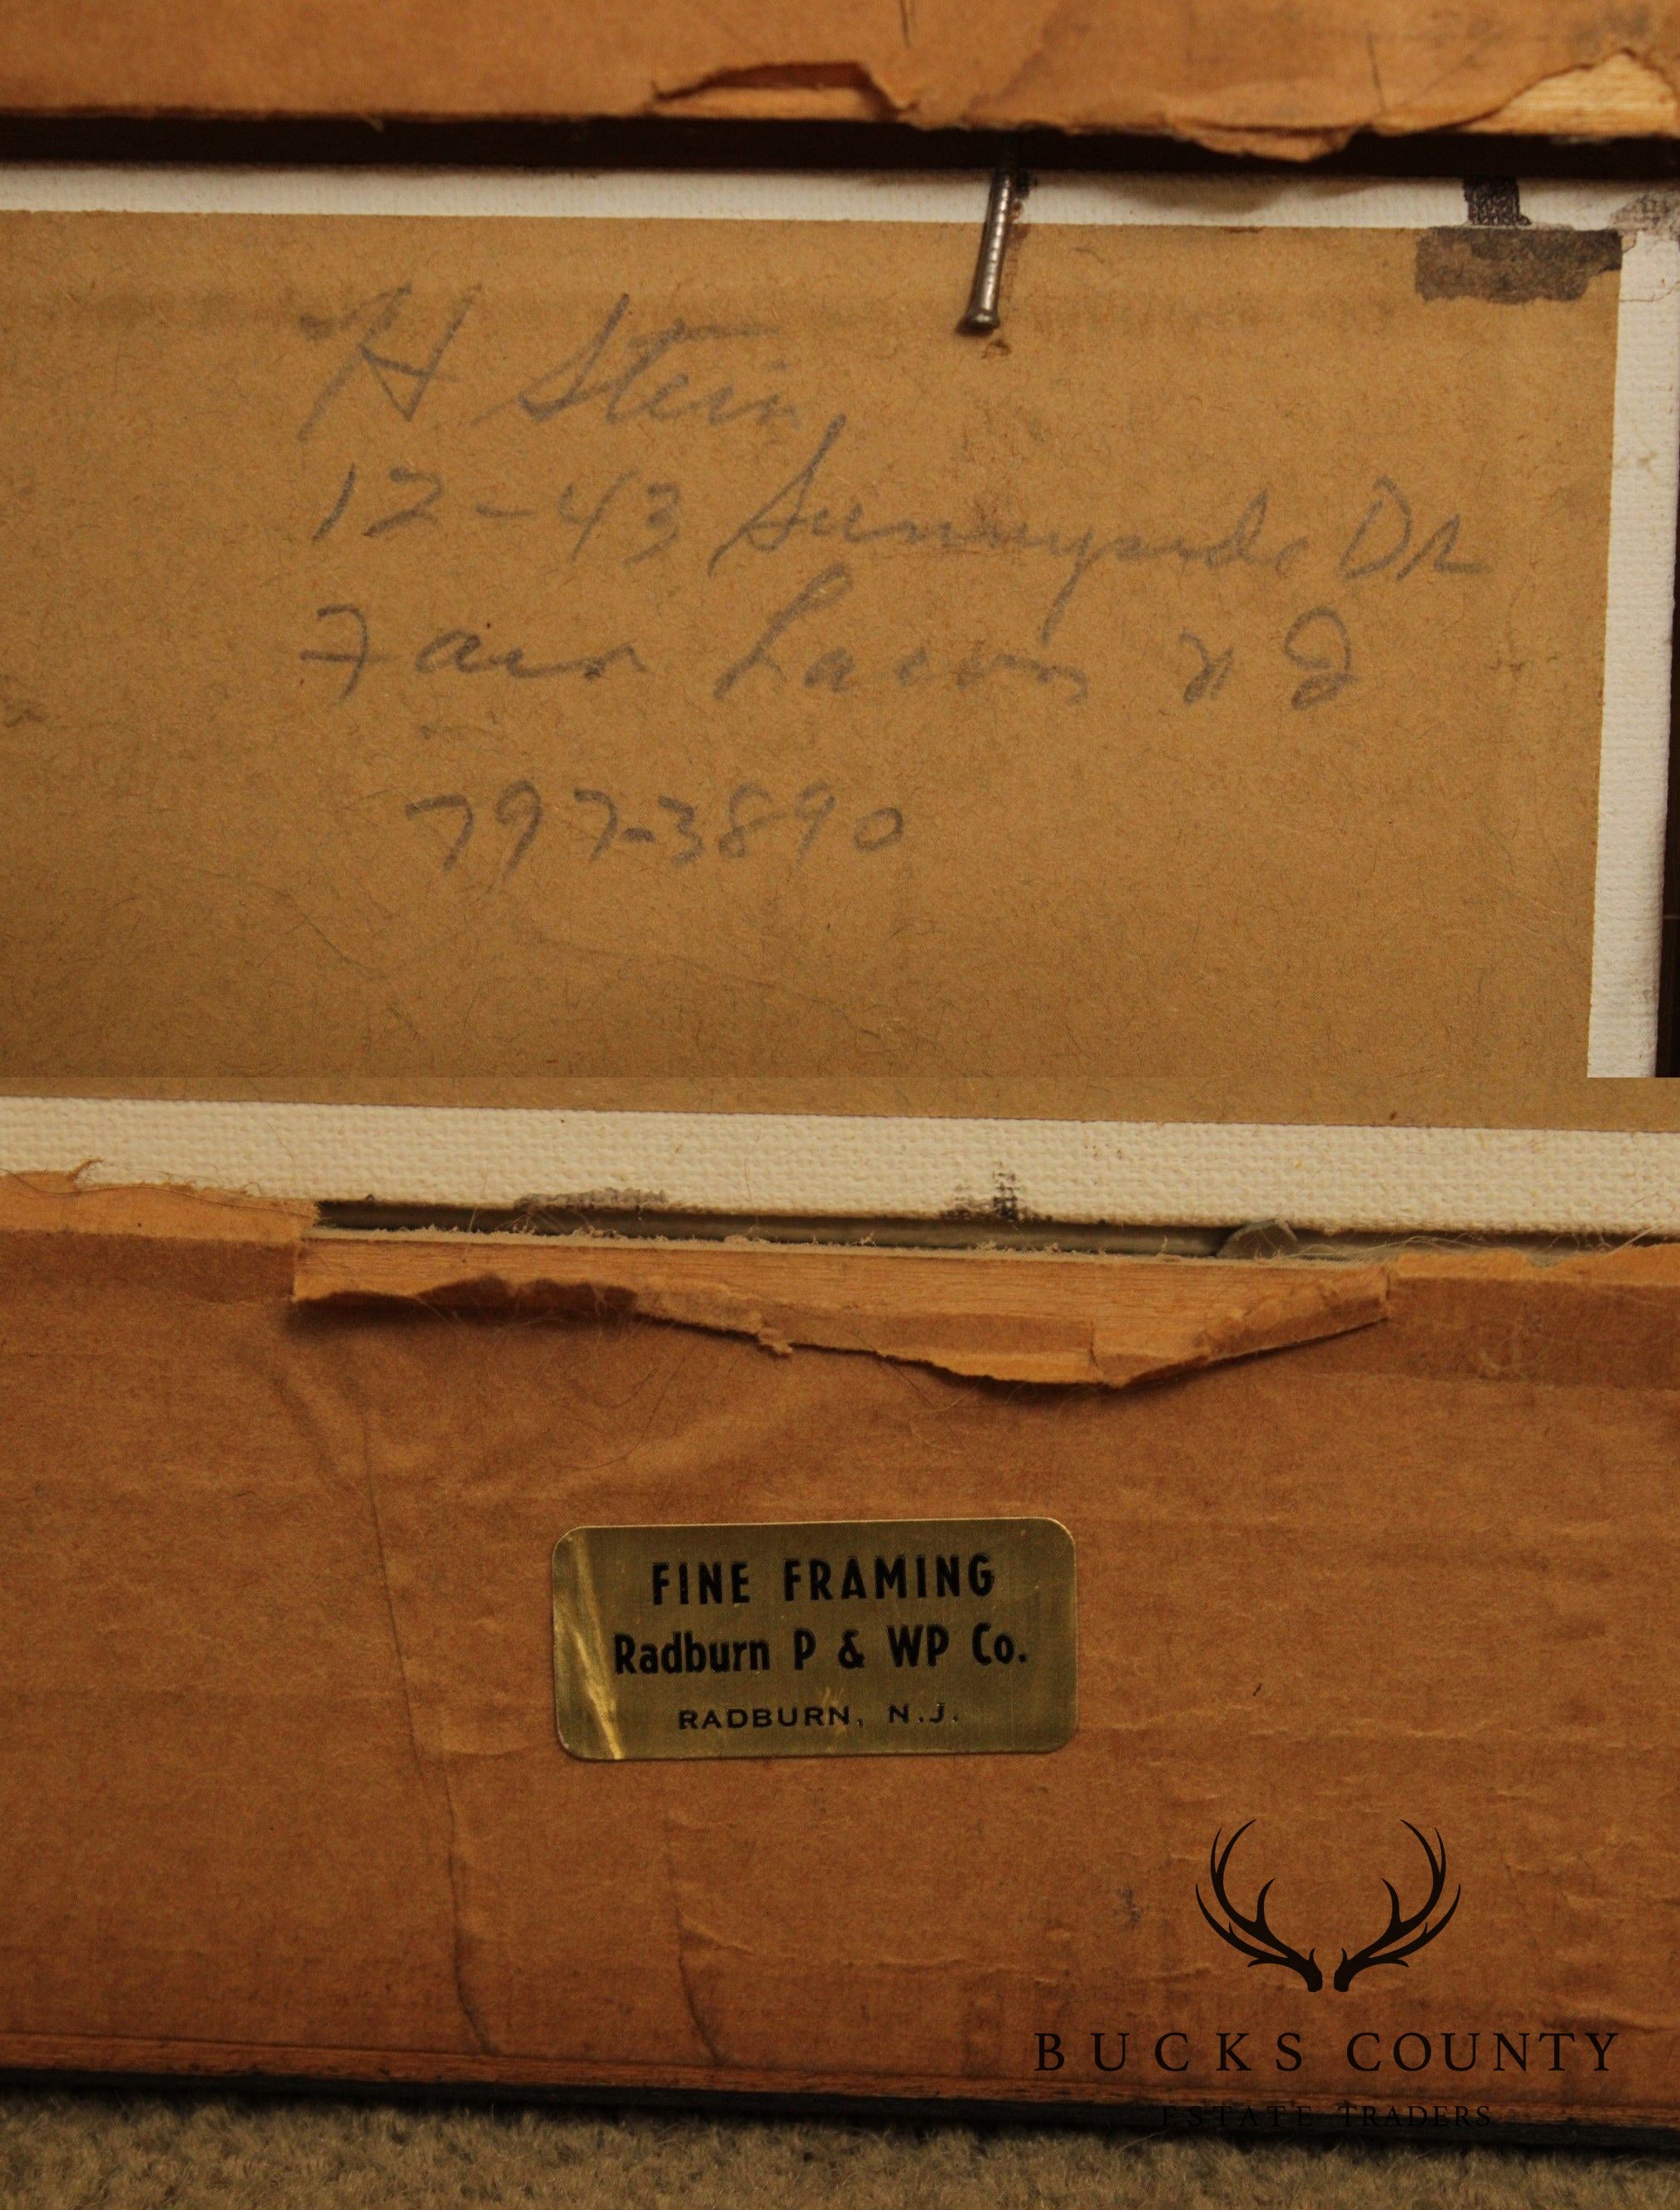 H Stein,
12-43 Sunnyside Dr
Fair Lawn N J
797-3890
FINE FRAMING
Radburn P & WP Co.
RADBURN, N.J.
BUCKS COUNTY
ESTATE TRADERS